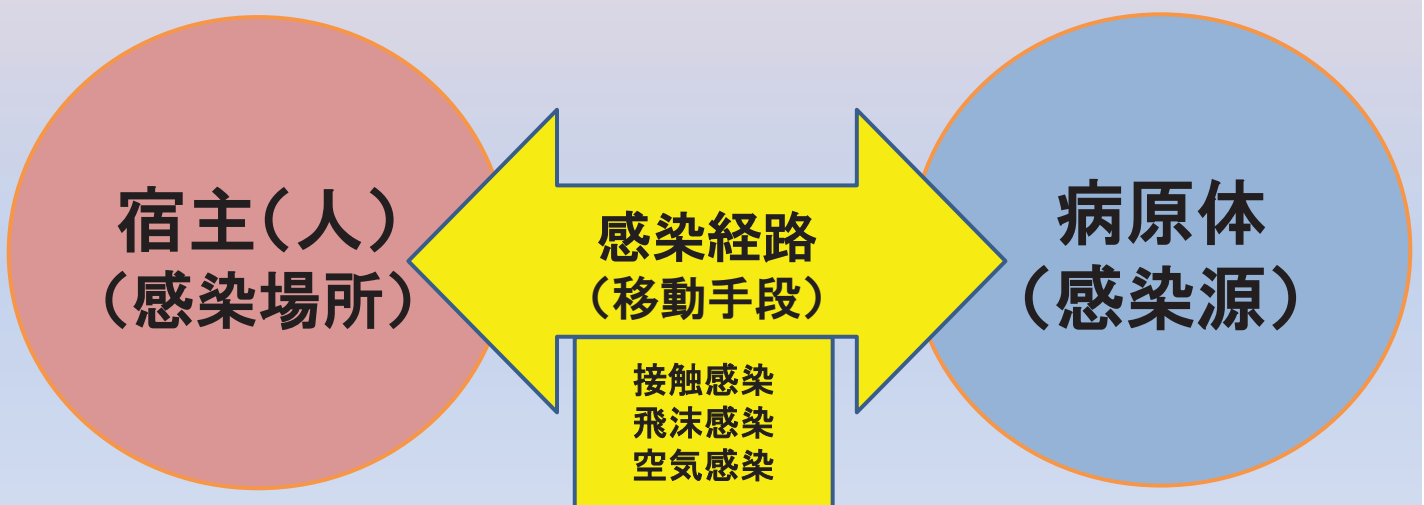 宿主(人)
(感染場所)
感染経路
(移動手段)
接触感染
飛沫感染
空気感染
病原体
(感染源)